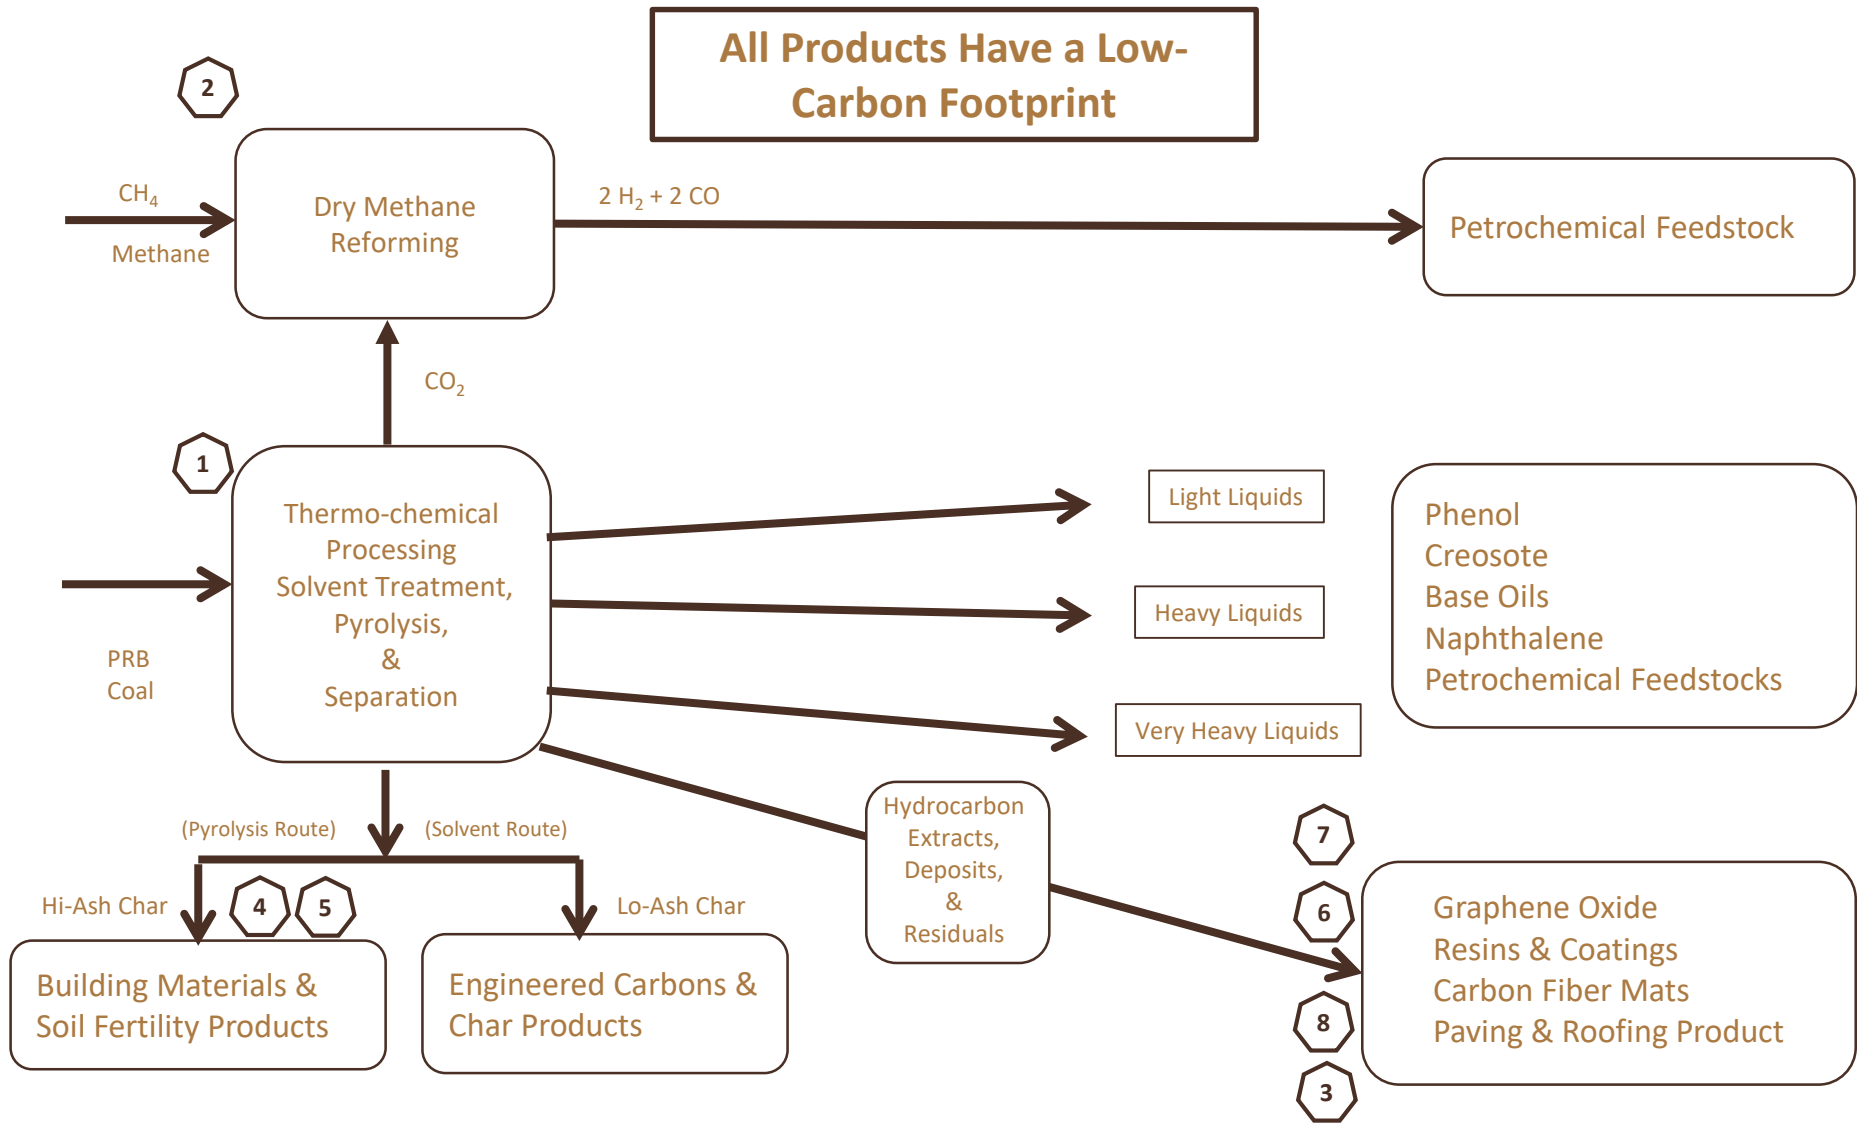 All Products Have a Low-
Carbon Footprint
2
CH₄
Methane
Dry Methane
Reforming
2 H₂ + 2 CO
Petrochemical Feedstock
CO₂
1
PRB
Coal
Thermo-chemical
Processing
Solvent Treatment,
Pyrolysis,
&
Separation
Light Liquids
Heavy Liquids
Very Heavy Liquids
Phenol
Creosote
Base Oils
Naphthalene
Petrochemical Feedstocks
(Pyrolysis Route)
(Solvent Route)
Hi-Ash Char
4
5
Lo-Ash Char
Building Materials &
Soil Fertility Products
Engineered Carbons &
Char Products
Hydrocarbon
Extracts,
Deposits,
&
Residuals
7
6
8
3
Graphene Oxide
Resins & Coatings
Carbon Fiber Mats
Paving & Roofing Product